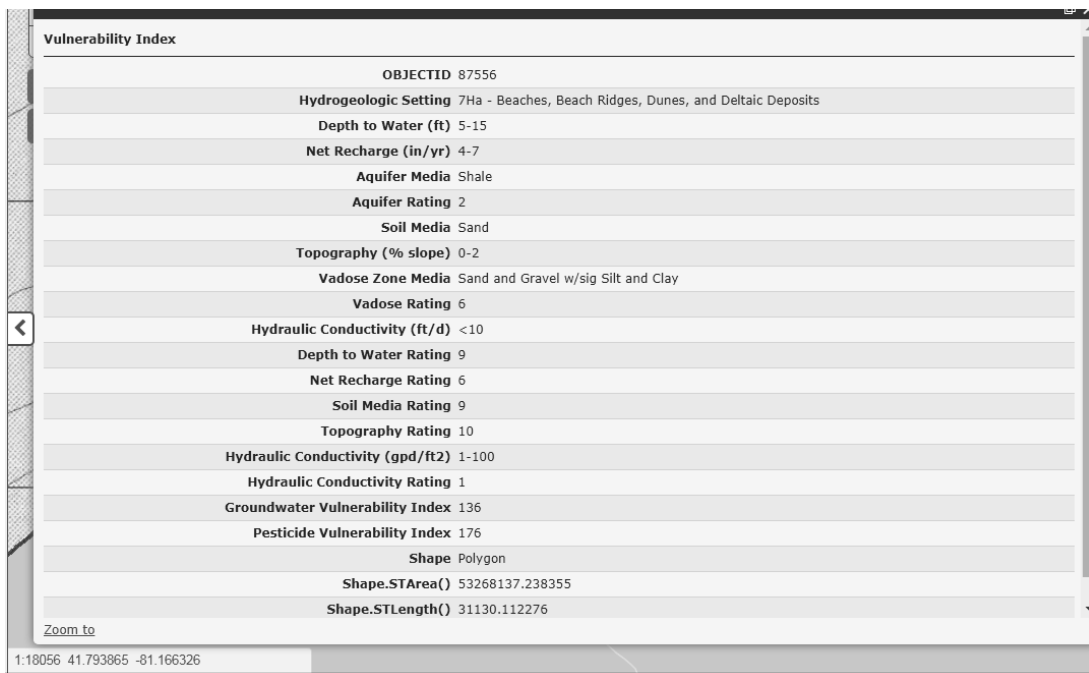 Vulnerability Index
OBJECTID 87556
Hydrogeologic Setting 7Ha - Beaches, Beach Ridges, Dunes, and Deltaic Deposits
Depth to Water (ft) 5-15
Net Recharge (in/yr) 4-7
Aquifer Media Shale
Aquifer Rating 2
Soil Media Sand
Topography (% slope) 0-2
Vadose Zone Media Sand and Gravel w/sig Silt and Clay
Vadose Rating 6
Hydraulic Conductivity (ft/d) <10
Depth to Water Rating 9
Net Recharge Rating 6
Soil Media Rating 9
Topography Rating 10
Hydraulic Conductivity (gpd/ft2) 1-100
Hydraulic Conductivity Rating 1
Groundwater Vulnerability Index 136
Pesticide Vulnerability Index 176
Shape Polygon
Shape.STArea() 53268137.238355
Shape.STLength() 31130.112276
Zoom to
1:18056 41.793865 -81.166326